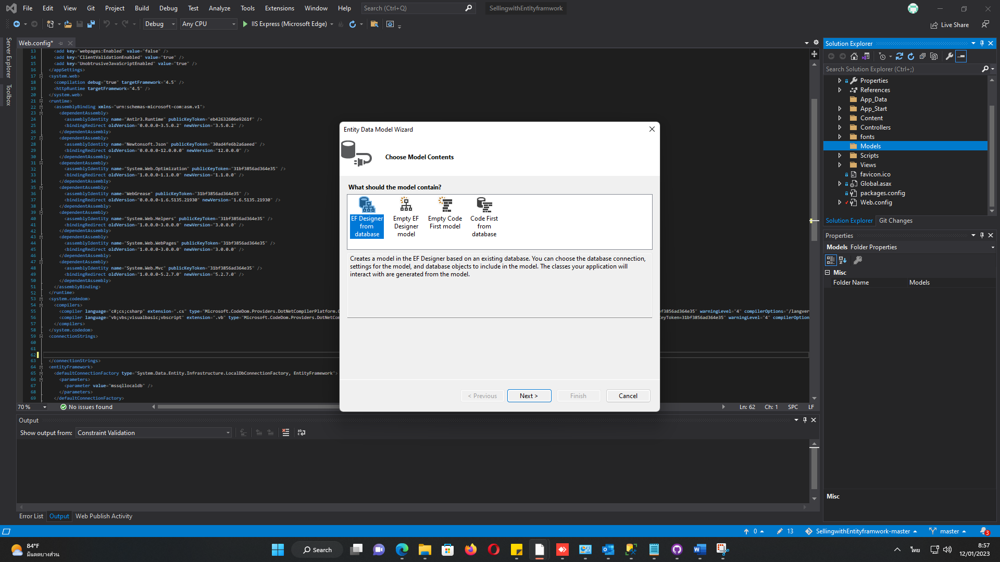 File Edit View Git Project Build Debug Test Analyze Tools Extensions Window Help Search (Ctrl+Q) SellingwithEntityframwork
Debug Any CPU IIS Express (Microsoft Edge) Live Share
Server Explorer
Toolbox
Web.config*
13 <add key="webpages:Enabled" value="false" />
14 <add key="ClientValidationEnabled" value="true" />
15 <add key="UnobtrusiveJavaScriptEnabled" value="true" />
16 </appSettings>
17 <system.web>
18 <compilation debug="true" targetFramework="4.5" />
19 <httpRuntime targetFramework="4.5" />
20 </system.web>
21 <runtime>
22 <assemblyBinding xmlns="urn:schemas-microsoft-com:asm.v1">
23 <dependentAssembly>
24 <assemblyIdentity name="Antlr3.Runtime" publicKeyToken="eb42632606e9261f" />
25 <bindingRedirect oldVersion="0.0.0.0-3.5.0.2" newVersion="3.5.0.2" />
26 </dependentAssembly>
27 <dependentAssembly>
28 <assemblyIdentity name="Newtonsoft.Json" publicKeyToken="30ad4fe6b2a6aeed" />
29 <bindingRedirect oldVersion="0.0.0.0-12.0.0.0" newVersion="12.0.0.0" />
30 </dependentAssembly>
31 <dependentAssembly>
32 <assemblyIdentity name="System.Web.Optimization" publicKeyToken="31bf3856ad364e35" />
33 <bindingRedirect oldVersion="1.0.0.0-1.1.0.0" newVersion="1.1.0.0" />
34 </dependentAssembly>
35 <dependentAssembly>
36 <assemblyIdentity name="WebGrease" publicKeyToken="31bf3856ad364e35" />
37 <bindingRedirect oldVersion="0.0.0.0-1.6.5135.21930" newVersion="1.6.5135.21930" />
38 </dependentAssembly>
39 <dependentAssembly>
40 <assemblyIdentity name="System.Web.Helpers" publicKeyToken="31bf3856ad364e35" />
41 <bindingRedirect oldVersion="1.0.0.0-3.0.0.0" newVersion="3.0.0.0" />
42 </dependentAssembly>
43 <dependentAssembly>
44 <assemblyIdentity name="System.Web.WebPages" publicKeyToken="31bf3856ad364e35" />
45 <bindingRedirect oldVersion="1.0.0.0-3.0.0.0" newVersion="3.0.0.0" />
46 </dependentAssembly>
47 <dependentAssembly>
48 <assemblyIdentity name="System.Web.Mvc" publicKeyToken="31bf3856ad364e35" />
49 <bindingRedirect oldVersion="1.0.0.0-5.2.7.0" newVersion="5.2.7.0" />
50 </dependentAssembly>
51 </assemblyBinding>
52 </runtime>
53 <system.codedom>
54 <compilers>
55 <compiler language="c#;cs;csharp" extension=".cs" type="Microsoft.CodeDom.Providers.DotNetCompilerPlatform.C bf3856ad364e35" warningLevel="4" compilerOptions="/langver
56 <compiler language="vb;vbs;visualbasic;vbscript" extension=".vb" type="Microsoft.CodeDom.Providers.DotNetCom KeyToken=31bf3856ad364e35" warningLevel="4" compilerOption
57 </compilers>
58 </system.codedom>
59 <connectionStrings>
60
61
62
63 </connectionStrings>
64 <entityFramework>
65 <defaultConnectionFactory type="System.Data.Entity.Infrastructure.LocalDbConnectionFactory, EntityFramework">
66 <parameters>
67 <parameter value="mssqllocaldb" />
68 </parameters>
69 </defaultConnectionFactory>
70 % No issues found Ln: 62 Ch: 1 SPC LF
Entity Data Model Wizard
Choose Model Contents
What should the model contain?
EF Designer from database
Empty EF Designer model
Empty Code First model
Code First from database
Creates a model in the EF Designer based on an existing database. You can choose the database connection,
settings for the model, and database objects to include in the model. The classes your application will
interact with are generated from the model.
< Previous Next > Finish Cancel
Solution Explorer
Search Solution Explorer (Ctrl+;)
Properties
References
App_Data
App_Start
Content
Controllers
fonts
Models
Scripts
Views
favicon.ico
Global.asax
packages.config
Web.config
Solution Explorer Git Changes
Properties
Models Folder Properties
Misc
Folder Name Models
Misc
Output
Show output from: Constraint Validation
Error List Output Web Publish Activity
0 13 SellingwithEntityframwork-master master 3
84°F
มีแดดบางส่วน
Search
ไทย
8:57
12/01/2023